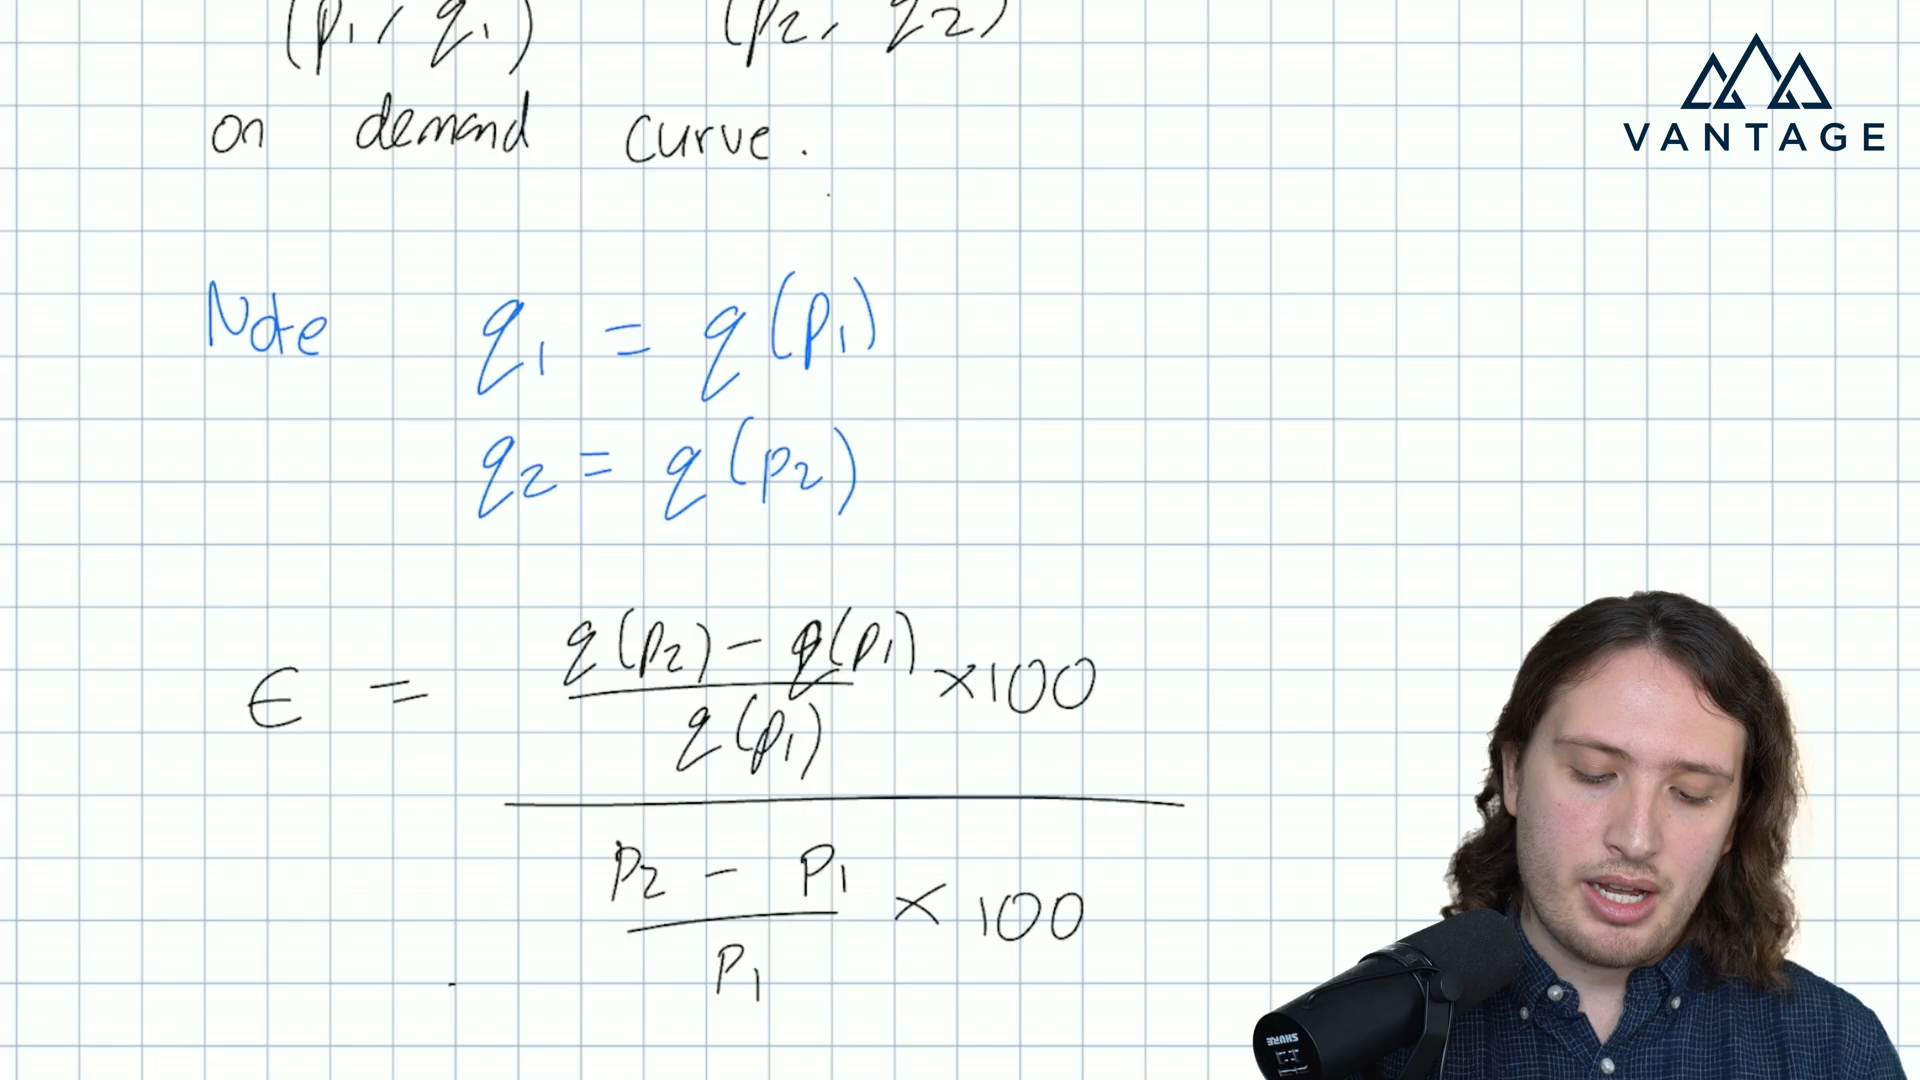 (p1, q1) (p2, q2)
on demand curve.
VANTAGE
Note q1 = q(p1)
q2 = q(p2)
ϵ = q(p2) - q(p1) ×100
q(p1)
p2 - p1 × 100
p1
SHURE